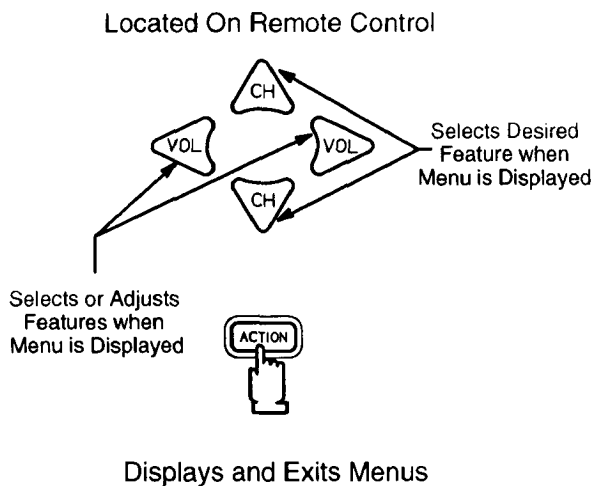 Located On Remote Control
CH
VOL
VOL
CH
Selects Desired
Feature when
Menu is Displayed
Selects or Adjusts
Features when
Menu is Displayed
ACTION
Displays and Exits Menus